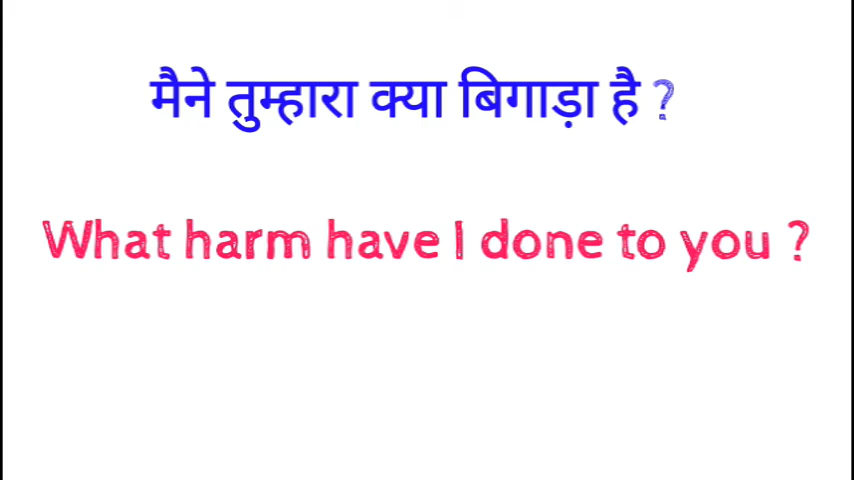 मैने तुम्हारा क्या बिगाड़ा है ?
What harm have I done to you ?